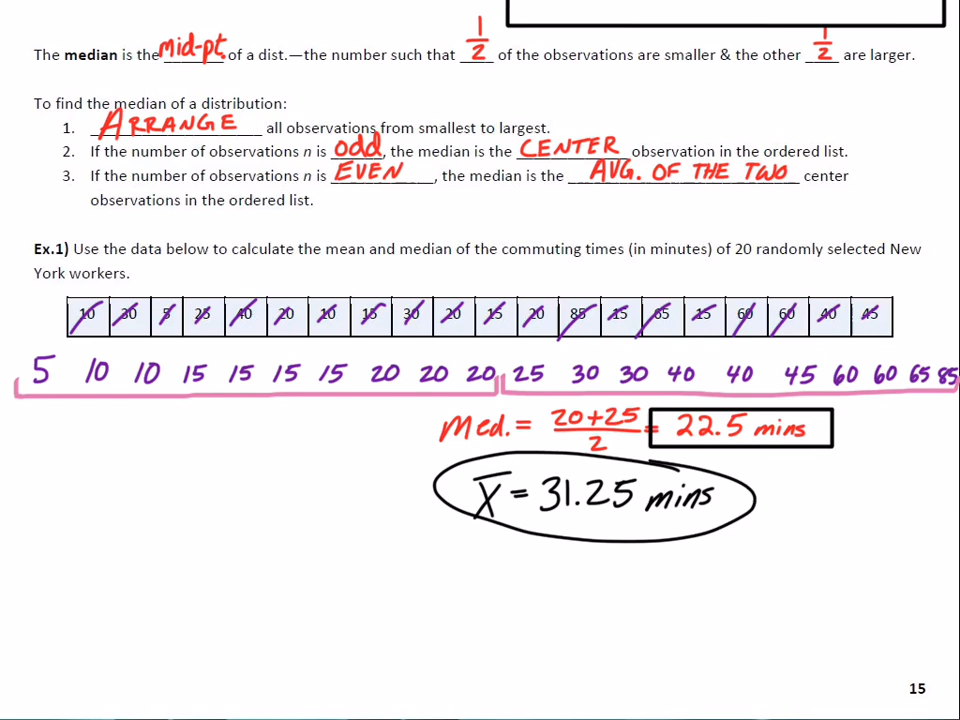 The median is the mid-pt. of a dist.—the number such that 1/2 of the observations are smaller & the other 1/2 are larger.
To find the median of a distribution:
1. ARRANGE all observations from smallest to largest.
2. If the number of observations n is odd, the median is the CENTER observation in the ordered list.
3. If the number of observations n is EVEN, the median is the AVG. OF THE TWO center
observations in the ordered list.
Ex.1) Use the data below to calculate the mean and median of the commuting times (in minutes) of 20 randomly selected New
York workers.
10 30 5 25 40 20 10 15 30 20 15 20 85 15 65 15 60 60 40 45
5 10 10 15 15 15 15 20 20 20 25 30 30 40 40 45 60 60 65 85
Med. = 20+25/2 = 22.5 mins
X̄ = 31.25 mins
15